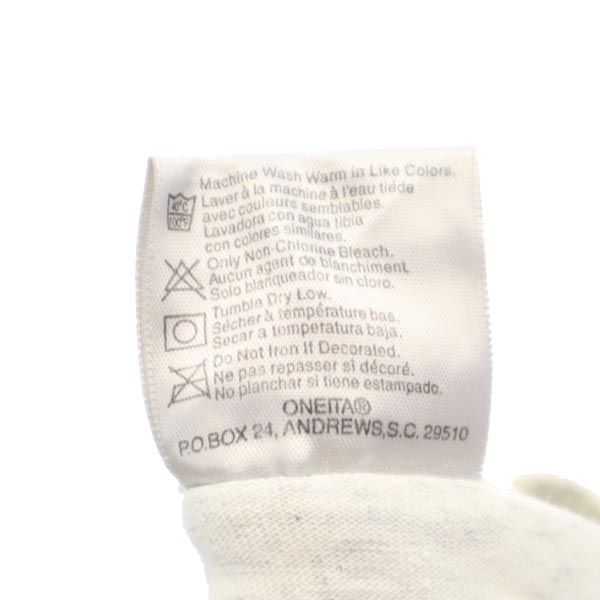 Machine Wash Warm in Like Colors.
40°C
100°F
Laver à la machine à l'eau tiède
avec couleurs semblables.
Lavadora con agua tibia
con colores similares.
Only Non-Chlorine Bleach.
Aucun agent de blanchiment.
Solo blanqueador sin cloro.
Tumble Dry Low.
Sécher à température bas.
Secar a temperatura baja.
Do Not Iron If Decorated.
Ne pas repasser si décoré.
No planchar si tiene estampado.
ONEITA®
P.O.BOX 24, ANDREWS,S.C. 29510